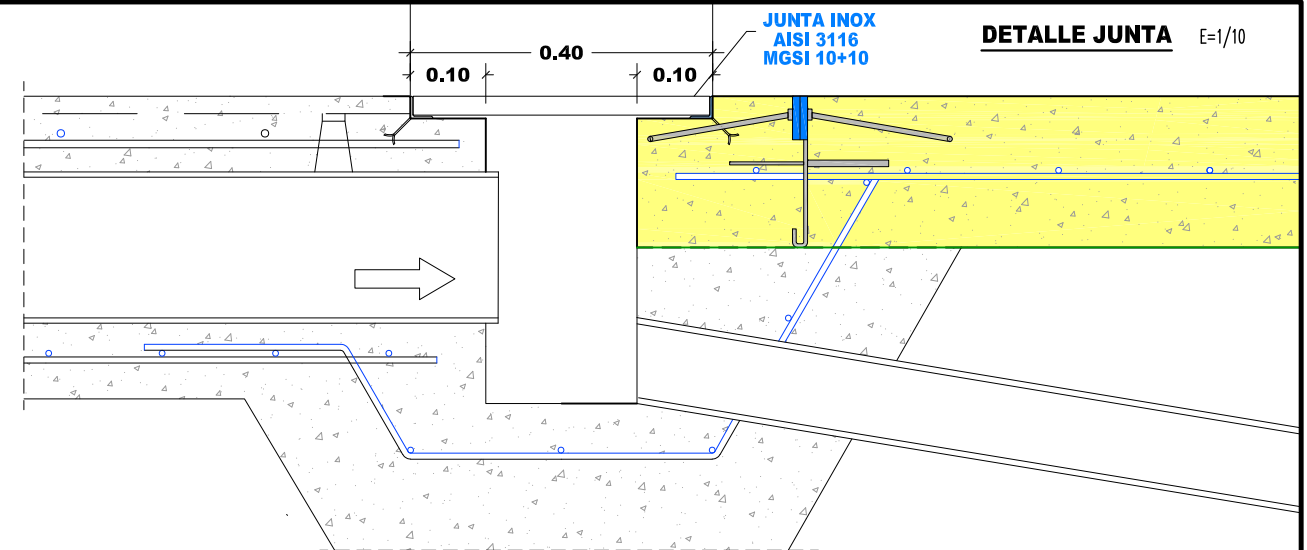 JUNTA INOX
AISI 3116
MGSI 10+10
DETALLE JUNTA E=1/10
0.40
0.10
0.10